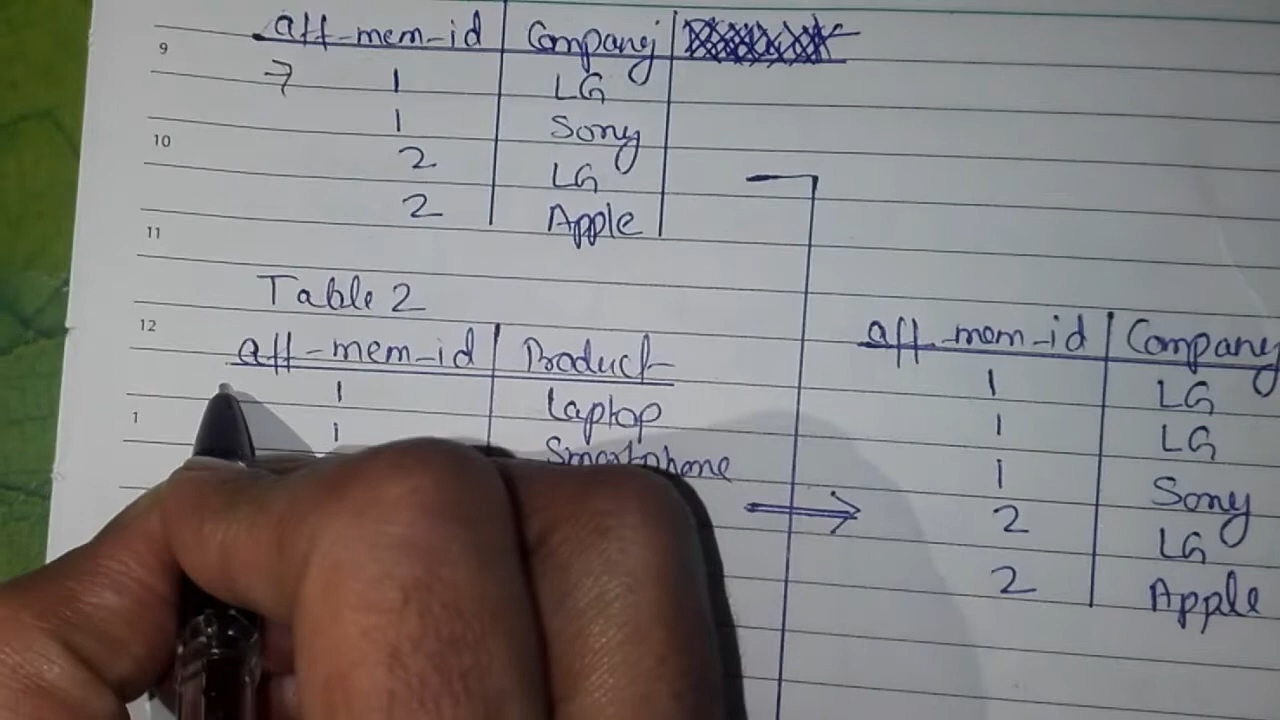 aff-mem-id Company
9
→ 1 LG
1 Sony
10
2 LG
2 Apple
11
Table 2
12
aff-mem-id Product
1 Laptop
1
1 Smartphone
aff-mem-id Company
1 LG
1 LG
1 Sony
2 LG
2 Apple